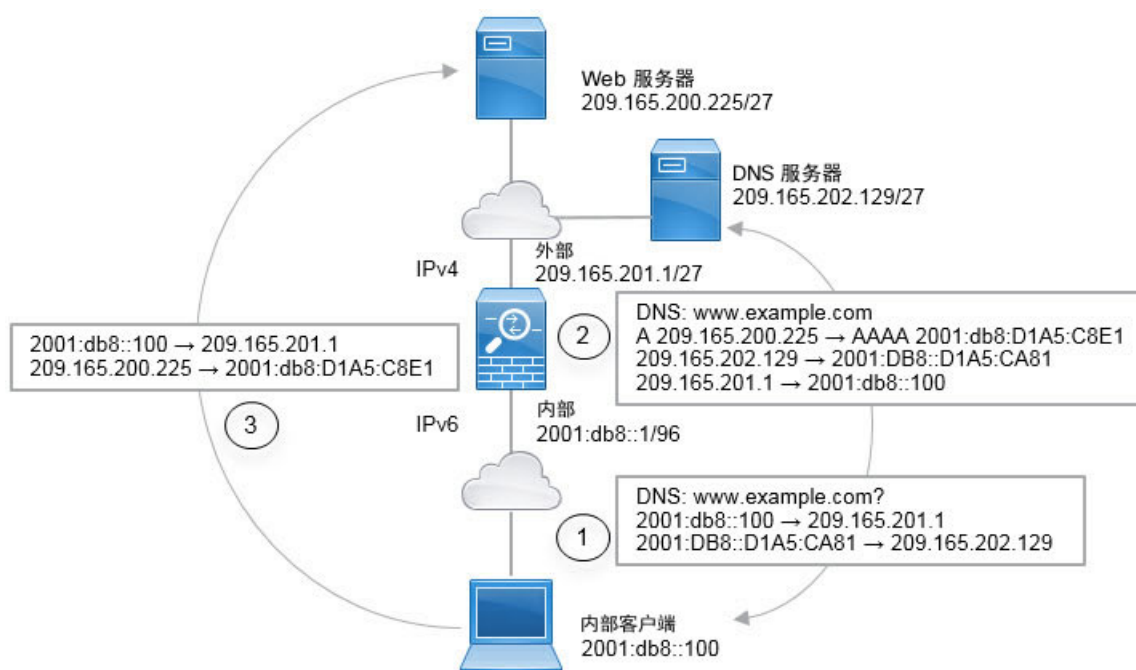 Web 服务器
209.165.200.225/27
DNS 服务器
209.165.202.129/27
IPv4
外部
209.165.201.1/27
2
DNS: www.example.com
A 209.165.200.225 → AAAA 2001:db8:D1A5:C8E1
209.165.202.129 → 2001:DB8::D1A5:CA81
209.165.201.1 → 2001:db8::100
2001:db8::100 → 209.165.201.1
209.165.200.225 → 2001:db8:D1A5:C8E1
3
IPv6
内部
2001:db8::1/96
1
DNS: www.example.com?
2001:db8::100 → 209.165.201.1
2001:DB8::D1A5:CA81 → 209.165.202.129
内部客户端
2001:db8::100